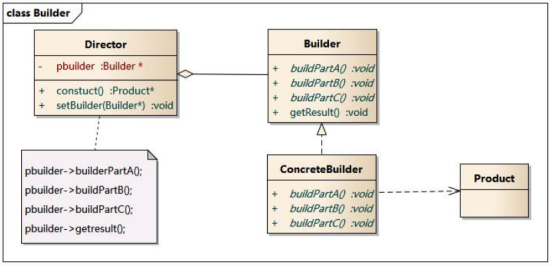 class Builder
Director
- pbuilder :Builder *
+ constuct() :Product*
+ setBuilder(Builder*) :void
Builder
+ buildPartA() :void
+ buildPartB() :void
+ buildPartC() :void
+ getResult() :void
pbuilder->builderPartA();
pbuilder->buildPartB();
pbuilder->buildPartC();
pbuilder->getresult();
ConcreteBuilder
+ buildPartA() :void
+ buildPartB() :void
+ buildPartC() :void
Product